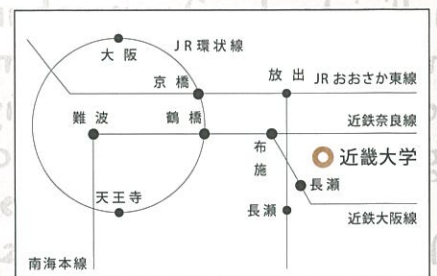 大阪
JR環状線
京橋
放出
JRおおさか東線
難波
鶴橋
近鉄奈良線
布施
近畿大学
長瀬
天王寺
長瀬
近鉄大阪線
南海本線